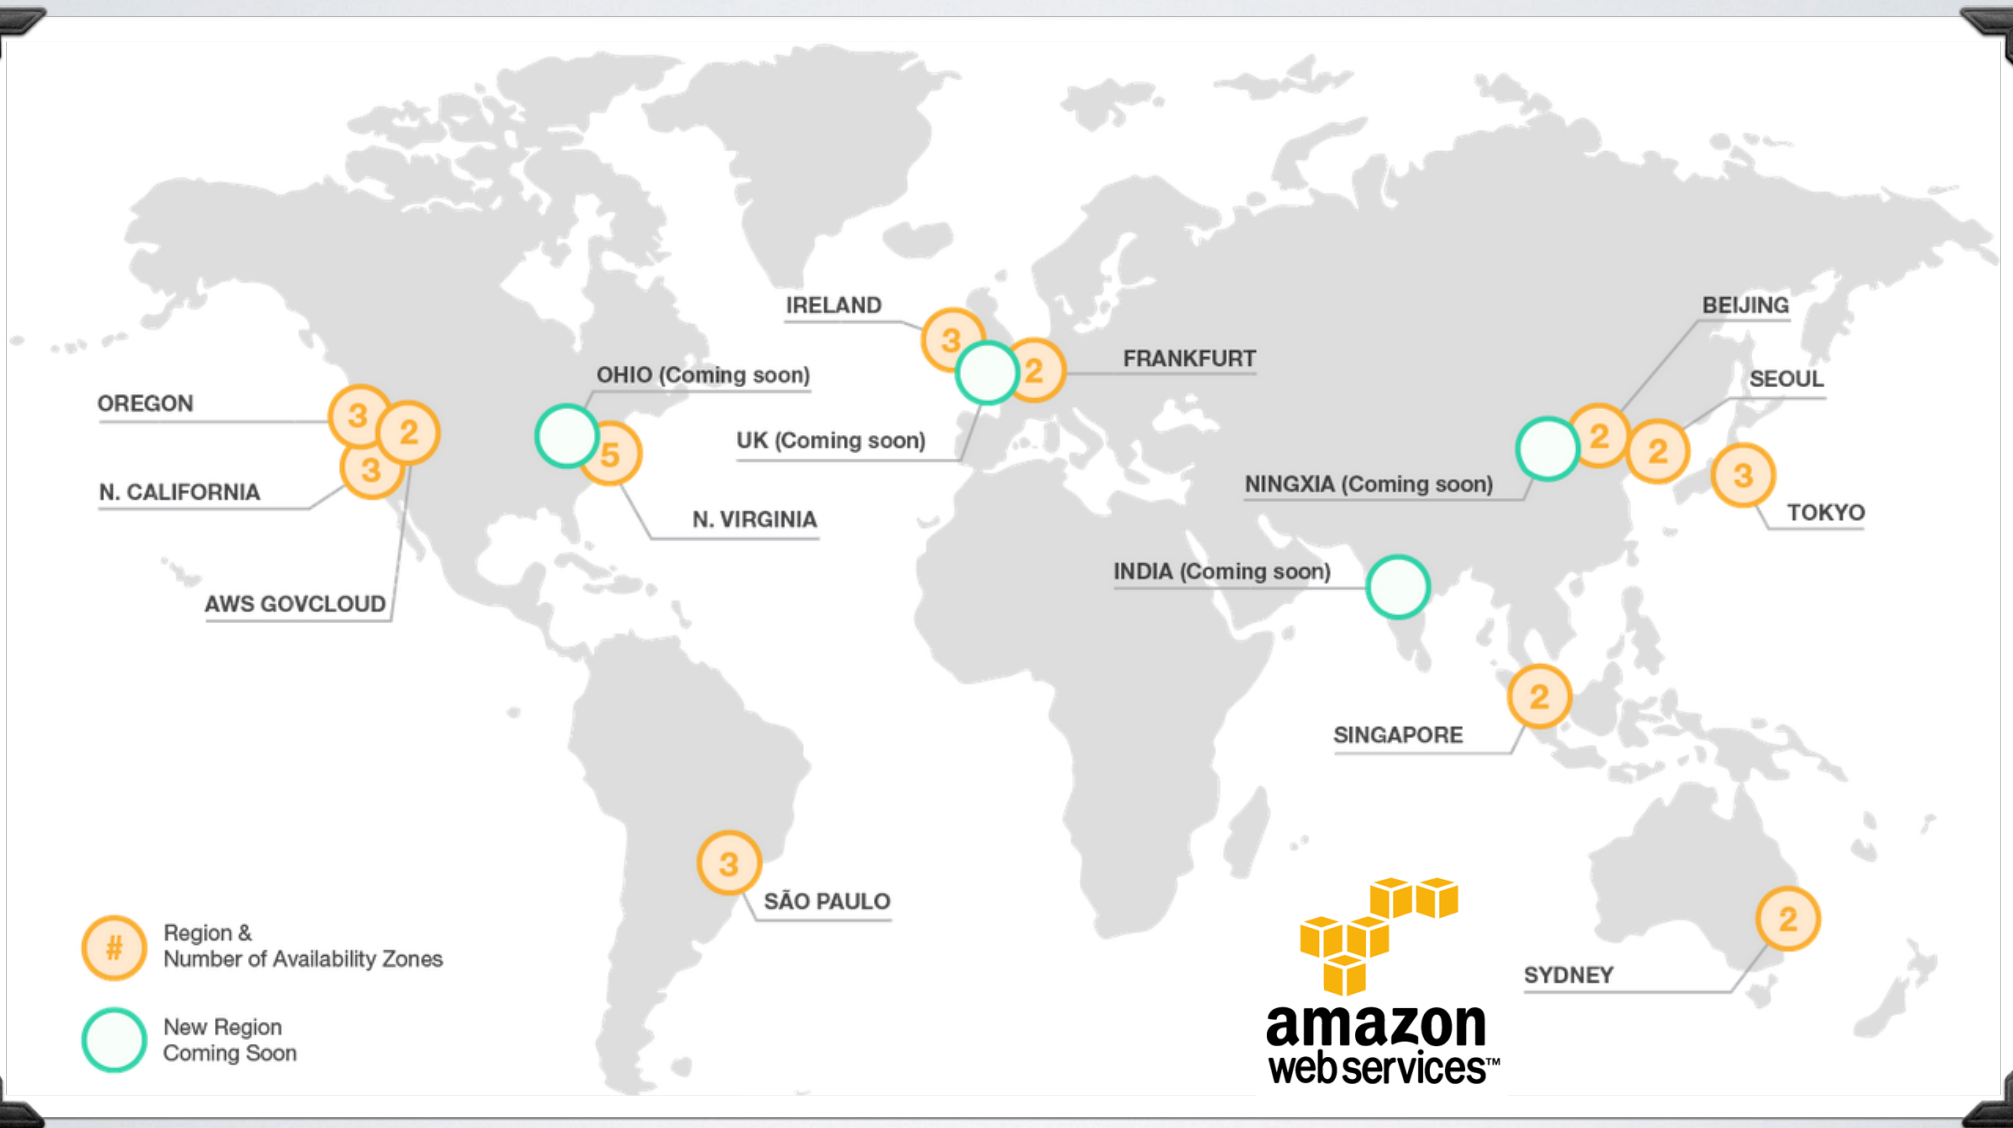 IRELAND
3
BEIJING
FRANKFURT
2
OHIO (Coming soon)
SEOUL
OREGON
3
2
3
UK (Coming soon)
5
2
2
3
NINGXIA (Coming soon)
N. CALIFORNIA
N. VIRGINIA
TOKYO
INDIA (Coming soon)
AWS GOVCLOUD
2
SINGAPORE
3
SÃO PAULO
2
SYDNEY
#
Region &
Number of Availability Zones
New Region
Coming Soon
amazon
web services™